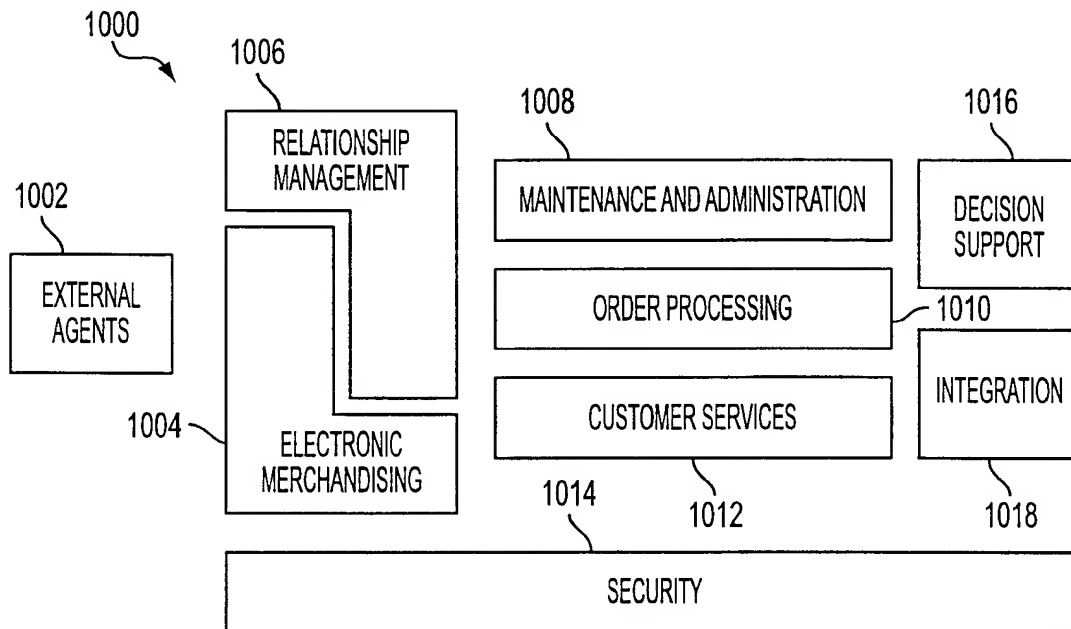 1000
1006
RELATIONSHIP
MANAGEMENT
1008
MAINTENANCE AND ADMINISTRATION
1016
DECISION
SUPPORT
1002
EXTERNAL
AGENTS
ORDER PROCESSING
1010
INTEGRATION
1004
ELECTRONIC
MERCHANDISING
CUSTOMER SERVICES
1014
1012
1018
SECURITY